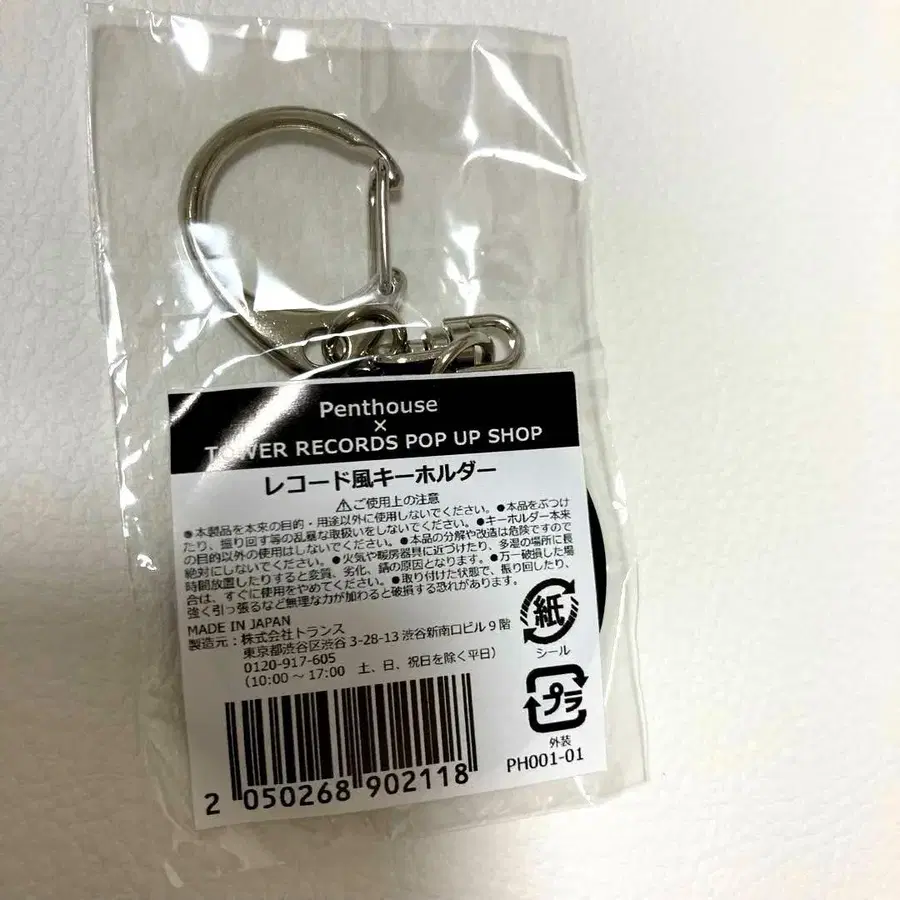 Penthouse
×
TOWER RECORDS POP UP SHOP
レコード風キーホルダー
⚠ご使用上の注意
●本製品を本来の目的・用途以外に使用しないでください。●本品をぶつけ
たり、振り回す等の乱暴な取扱いをしないでください。●キーホルダー本来
の目的以外の使用はしないでください。●本品の分解や改造は危険ですので
絶対にしないでください。●火気や暖房器具に近づけたり、多湿の場所に長
時間放置したりすると変質、劣化、錆の原因となります。●万一破損した場
合は、すぐに使用をやめてください。●取り付けた状態で、振り回したり、
強く引っ張るなど無理な力が加わると破損する恐れがあります。
MADE IN JAPAN
製造元：株式会社トランス
東京都渋谷区渋谷 3-28-13 渋谷新南口ビル 9 階
0120-917-605
（10:00 ～ 17:00　土、日、祝日を除く平日）
紙
シール
プラ
外装
PH001-01
2 050268 902118